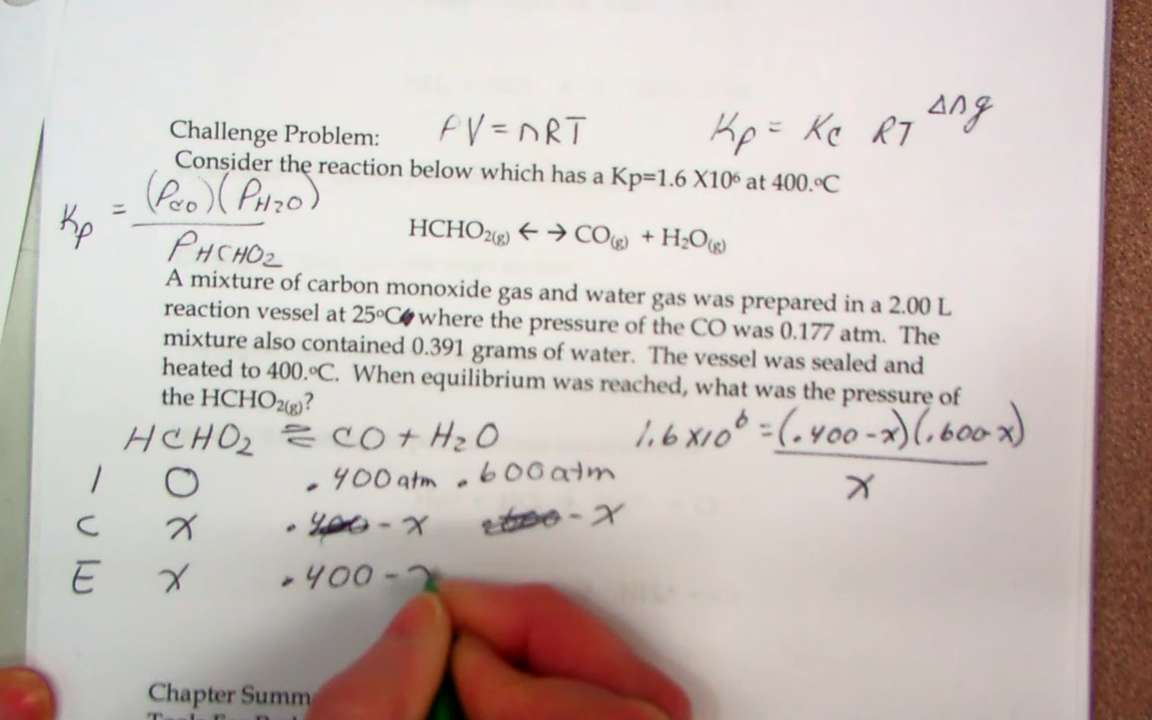 PV = nRT Kp = Kc RT Δng
Challenge Problem:
Consider the reaction below which has a Kp=1.6 X10⁶ at 400.ºC
Kp = (PCO)(PH2O)
PHCHO2
HCHO₂(g) ← → CO(g) + H₂O(g)
A mixture of carbon monoxide gas and water gas was prepared in a 2.00 L
reaction vessel at 25ºC where the pressure of the CO was 0.177 atm. The
mixture also contained 0.391 grams of water. The vessel was sealed and
heated to 400.ºC. When equilibrium was reached, what was the pressure of
the HCHO₂(g)?
HCHO2 ⇌ CO + H2O 1.6 x10⁶ = (.400-x)(.600-x)
x
I 0 .400 atm .600 atm
C x - x - x
E x .400 -
Chapter Summ